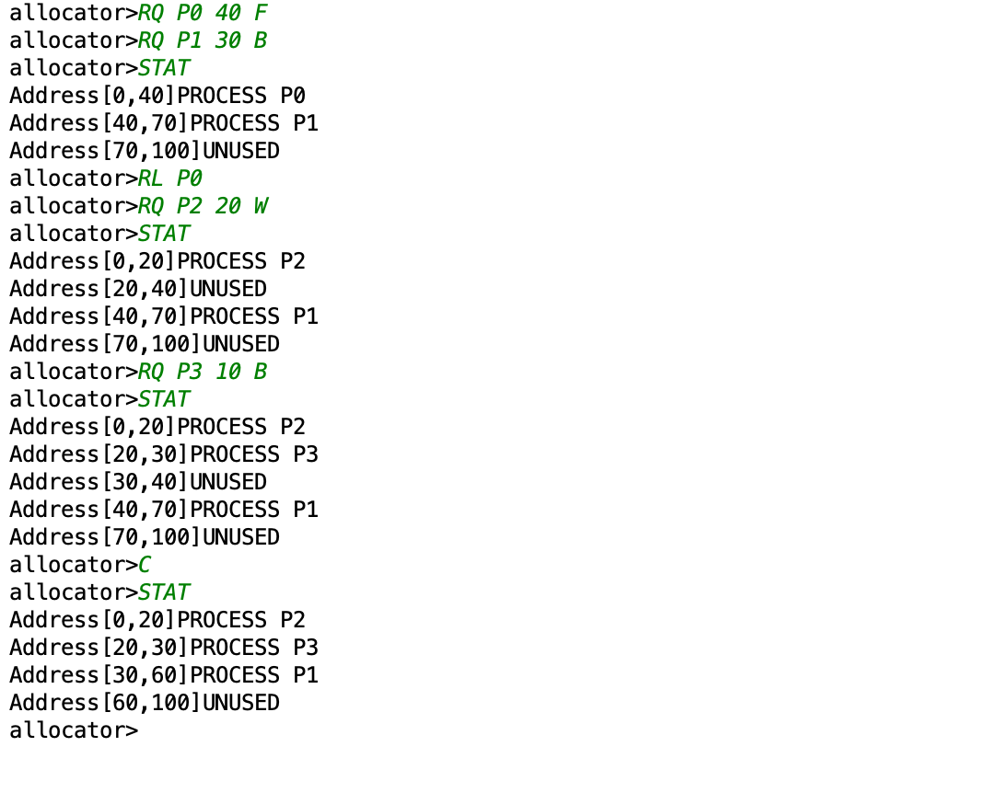 allocator>RQ P0 40 F
allocator>RQ P1 30 B
allocator>STAT
Address[0,40]PROCESS P0
Address[40,70]PROCESS P1
Address[70,100]UNUSED
allocator>RL P0
allocator>RQ P2 20 W
allocator>STAT
Address[0,20]PROCESS P2
Address[20,40]UNUSED
Address[40,70]PROCESS P1
Address[70,100]UNUSED
allocator>RQ P3 10 B
allocator>STAT
Address[0,20]PROCESS P2
Address[20,30]PROCESS P3
Address[30,40]UNUSED
Address[40,70]PROCESS P1
Address[70,100]UNUSED
allocator>C
allocator>STAT
Address[0,20]PROCESS P2
Address[20,30]PROCESS P3
Address[30,60]PROCESS P1
Address[60,100]UNUSED
allocator>